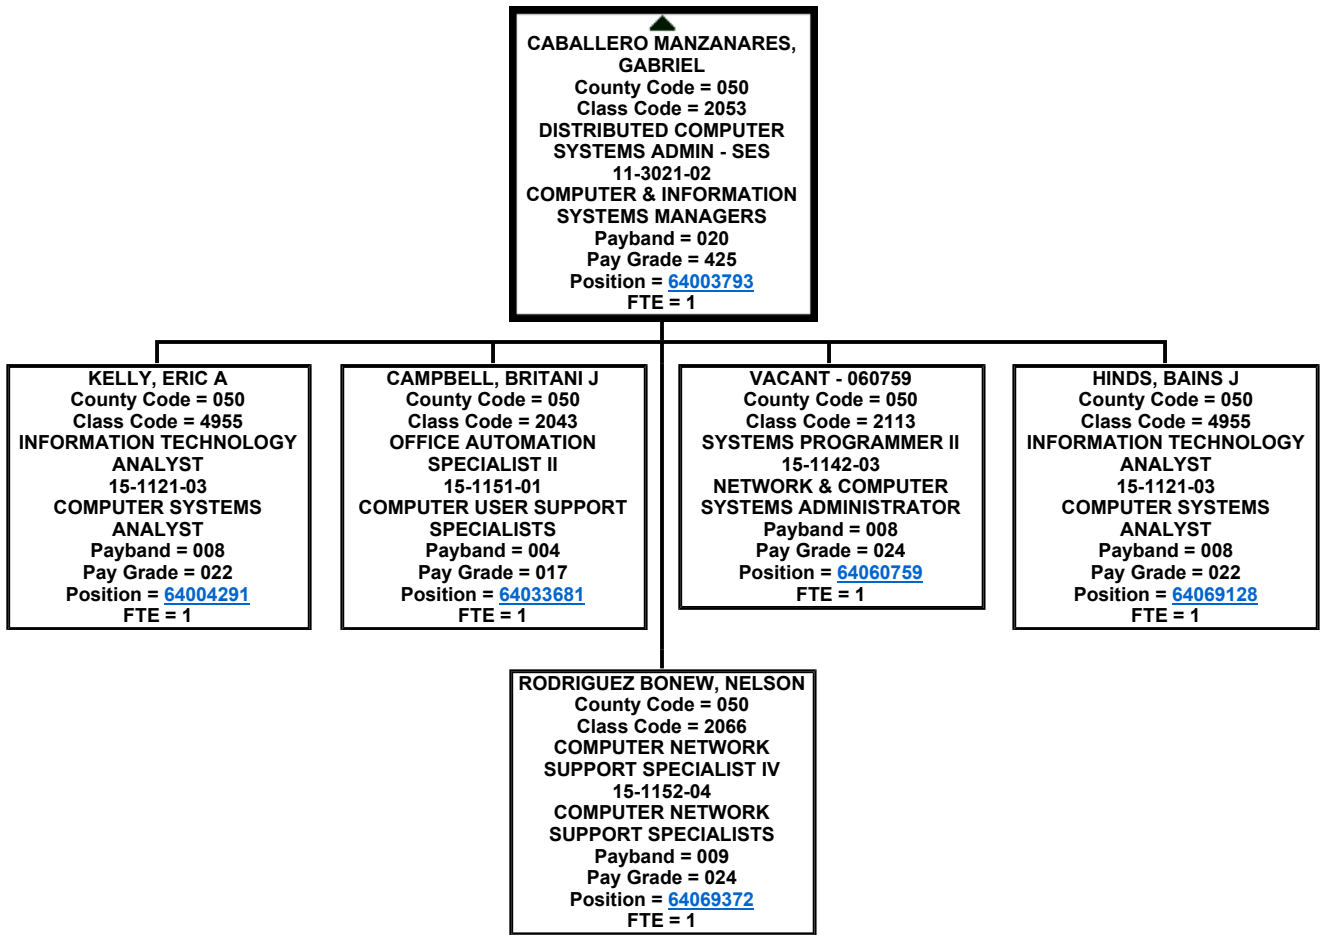 CABALLERO MANZANARES,
GABRIEL
County Code = 050
Class Code = 2053
DISTRIBUTED COMPUTER
SYSTEMS ADMIN - SES
11-3021-02
COMPUTER & INFORMATION
SYSTEMS MANAGERS
Payband = 020
Pay Grade = 425
Position = 64003793
FTE = 1
KELLY, ERIC A
County Code = 050
Class Code = 4955
INFORMATION TECHNOLOGY
ANALYST
15-1121-03
COMPUTER SYSTEMS
ANALYST
Payband = 008
Pay Grade = 022
Position = 64004291
FTE = 1
CAMPBELL, BRITANI J
County Code = 050
Class Code = 2043
OFFICE AUTOMATION
SPECIALIST II
15-1151-01
COMPUTER USER SUPPORT
SPECIALISTS
Payband = 004
Pay Grade = 017
Position = 64033681
FTE = 1
VACANT - 060759
County Code = 050
Class Code = 2113
SYSTEMS PROGRAMMER II
15-1142-03
NETWORK & COMPUTER
SYSTEMS ADMINISTRATOR
Payband = 008
Pay Grade = 024
Position = 64060759
FTE = 1
HINDS, BAINS J
County Code = 050
Class Code = 4955
INFORMATION TECHNOLOGY
ANALYST
15-1121-03
COMPUTER SYSTEMS
ANALYST
Payband = 008
Pay Grade = 022
Position = 64069128
FTE = 1
RODRIGUEZ BONEW, NELSON
County Code = 050
Class Code = 2066
COMPUTER NETWORK
SUPPORT SPECIALIST IV
15-1152-04
COMPUTER NETWORK
SUPPORT SPECIALISTS
Payband = 009
Pay Grade = 024
Position = 64069372
FTE = 1